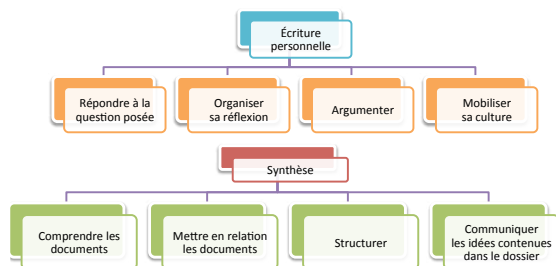 Écriture
personnelle
Répondre à la
question posée
Organiser
sa réflexion
Argumenter
Mobiliser
sa culture
Synthèse
Comprendre les
documents
Mettre en relation
les documents
Structurer
Communiquer
les idées contenues
dans le dossier